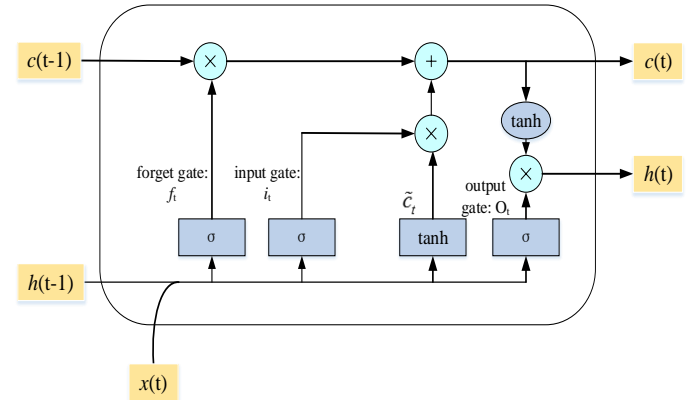 c(t-1)
×
+
c(t)
tanh
×
forget gate:
fₜ
input gate:
iₜ
c̃ₜ
output
gate: Oₜ
×
h(t)
σ
σ
tanh
σ
h(t-1)
x(t)